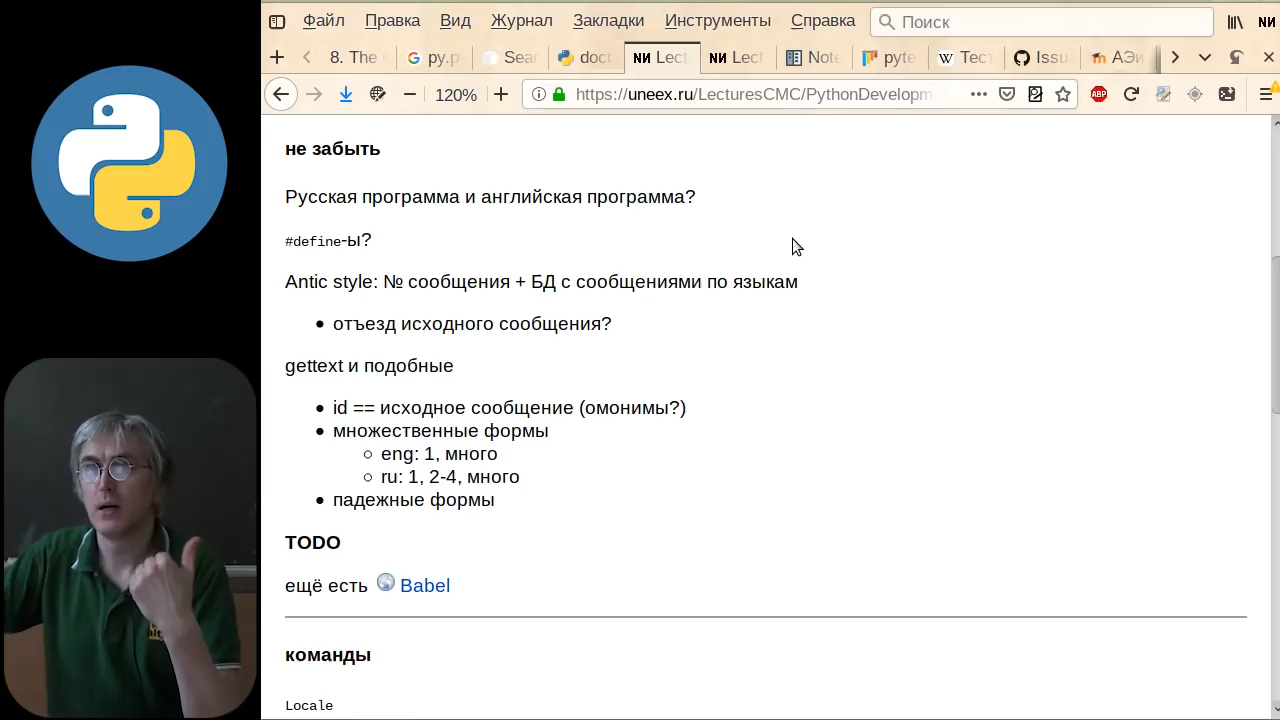 Файл Правка Вид Журнал Закладки Инструменты Справка Поиск
8. The py.p Sear doct Lect Lect Note pyte Тест Issu АЭи
120% https://uneex.ru/LecturesCMC/PythonDevelopm
не забыть
Русская программа и английская программа?
#define-ы?
Antic style: № сообщения + БД с сообщениями по языкам
отъезд исходного сообщения?
gettext и подобные
id == исходное сообщение (омонимы?)
множественные формы
eng: 1, много
ru: 1, 2-4, много
падежные формы
TODO
ещё есть Babel
команды
Locale